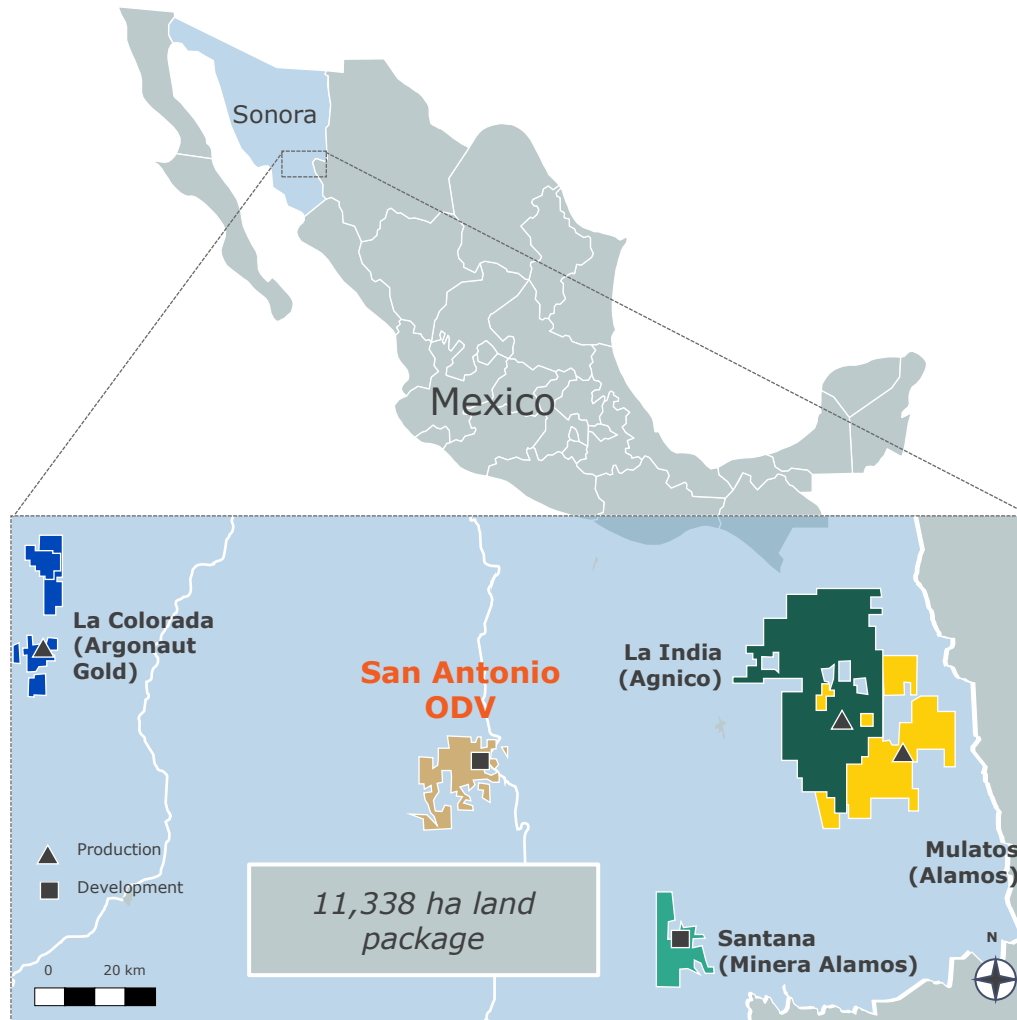 Sonora
Mexico
La Colorada
(Argonaut
Gold)
San Antonio
ODV
La India
(Agnico)
Mulatos
(Alamos)
Production
Development
11,338 ha land
package
Santana
(Minera Alamos)
N
0 20 km